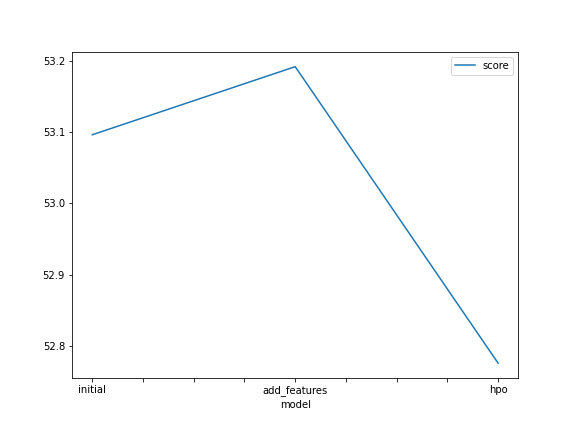 53.2
53.1
53.0
52.9
52.8
score
initial add_features hpo
model